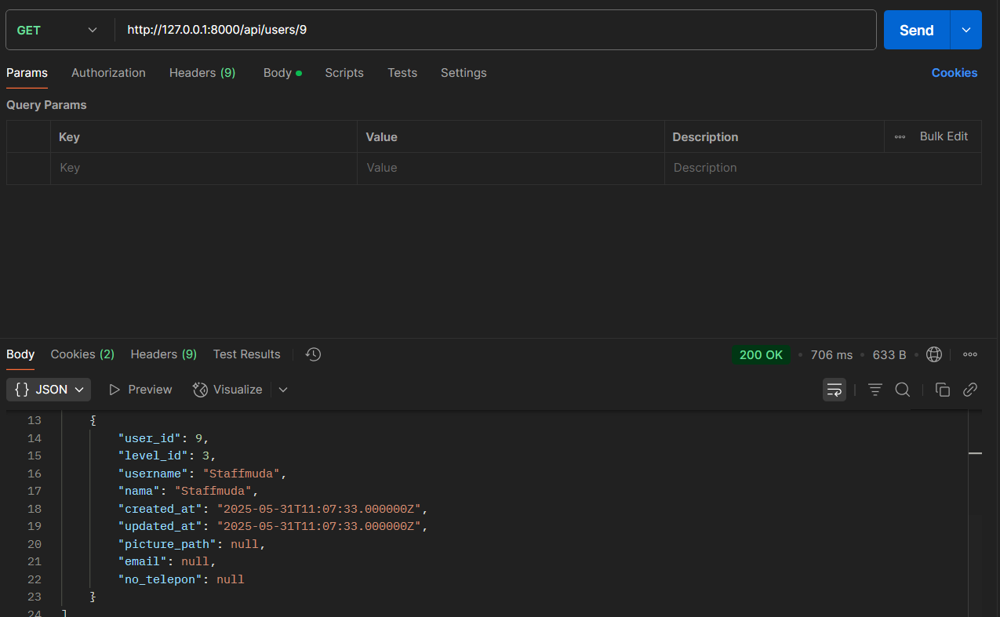 GET http://127.0.0.1:8000/api/users/9 Send
Params Authorization Headers (9) Body Scripts Tests Settings Cookies
Query Params
Key Value Description Bulk Edit
Key Value Description
Body Cookies (2) Headers (9) Test Results 200 OK 706 ms 633 B
{} JSON Preview Visualize
13 {
14 "user_id": 9,
15 "level_id": 3,
16 "username": "Staffmuda",
17 "nama": "Staffmuda",
18 "created_at": "2025-05-31T11:07:33.000000Z",
19 "updated_at": "2025-05-31T11:07:33.000000Z",
20 "picture_path": null,
21 "email": null,
22 "no_telepon": null
23 }
24 ]